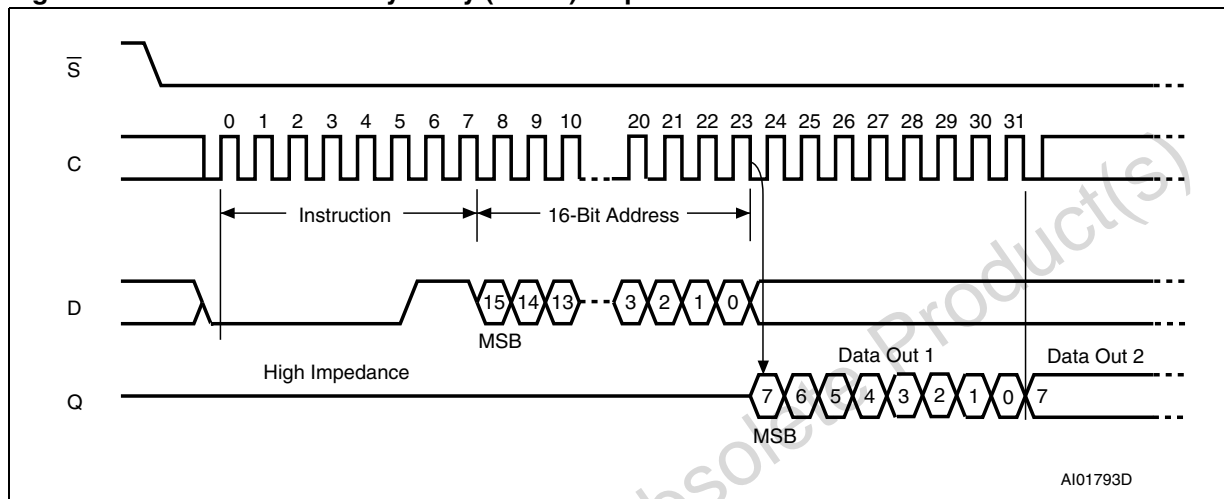 S
0 1 2 3 4 5 6 7 8 9 10 20 21 22 23 24 25 26 27 28 29 30 31
C
Instruction 16-Bit Address
D 15 14 13 3 2 1 0
MSB
High Impedance Data Out 1 Data Out 2
Q 7 6 5 4 3 2 1 0 7
MSB
AI01793D
Obsolete Product(s)